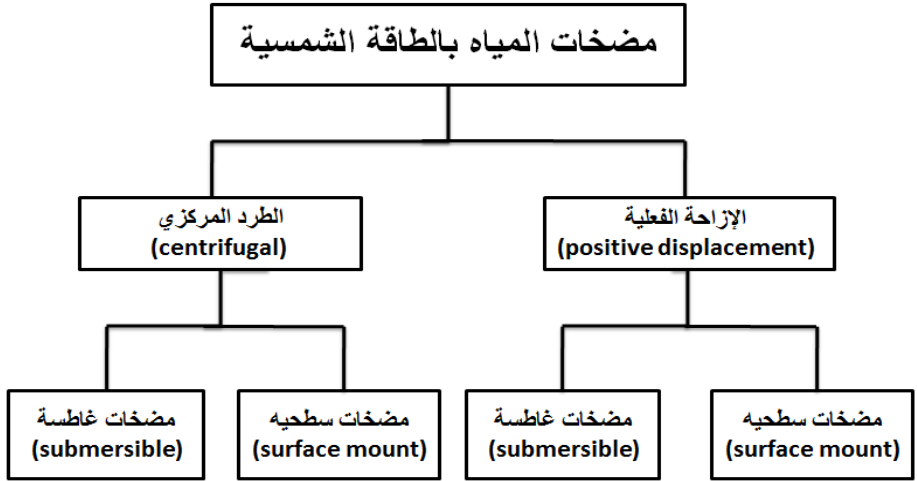 مضخات المياه بالطاقة الشمسية
الإزاحة الفعلية
(positive displacement)
الطرد المركزي
(centrifugal)
مضخات سطحيه
(surface mount)
مضخات غاطسة
(submersible)
مضخات سطحيه
(surface mount)
مضخات غاطسة
(submersible)